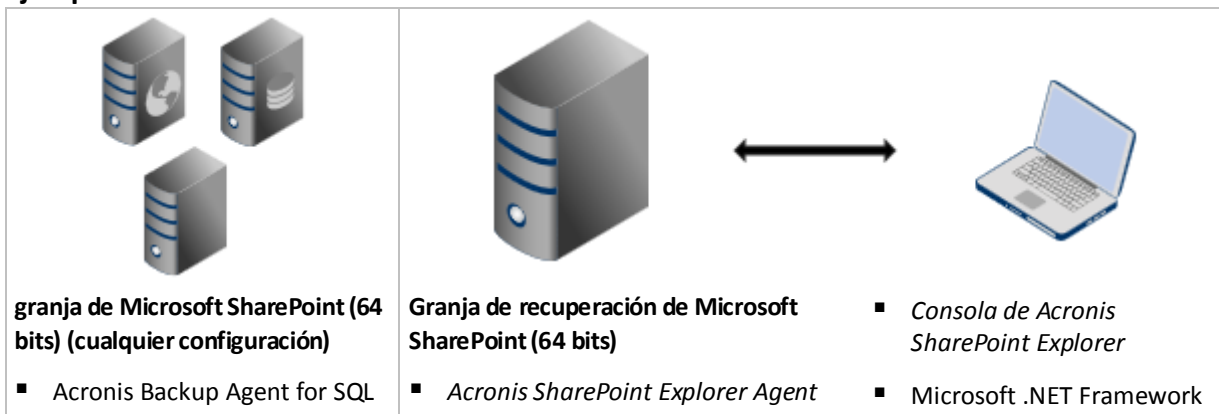 granja de Microsoft SharePoint (64
bits) (cualquier configuración)
■ Acronis Backup Agent for SQL
Granja de recuperación de Microsoft
SharePoint (64 bits)
■ Acronis SharePoint Explorer Agent
■ Consola de Acronis
SharePoint Explorer
■ Microsoft .NET Framework